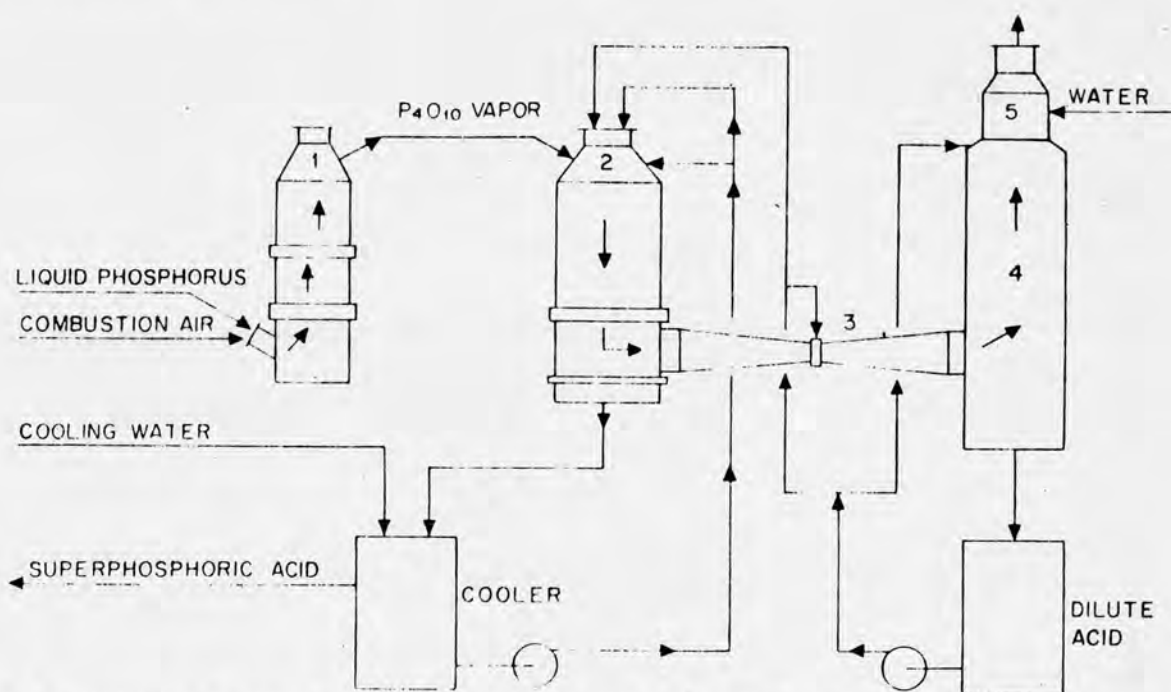 5
WATER
P₄O₁₀ VAPOR
1
2
4
LIQUID PHOSPHORUS
COMBUSTION AIR
3
COOLING WATER
SUPERPHOSPHORIC ACID
COOLER
DILUTE
ACID